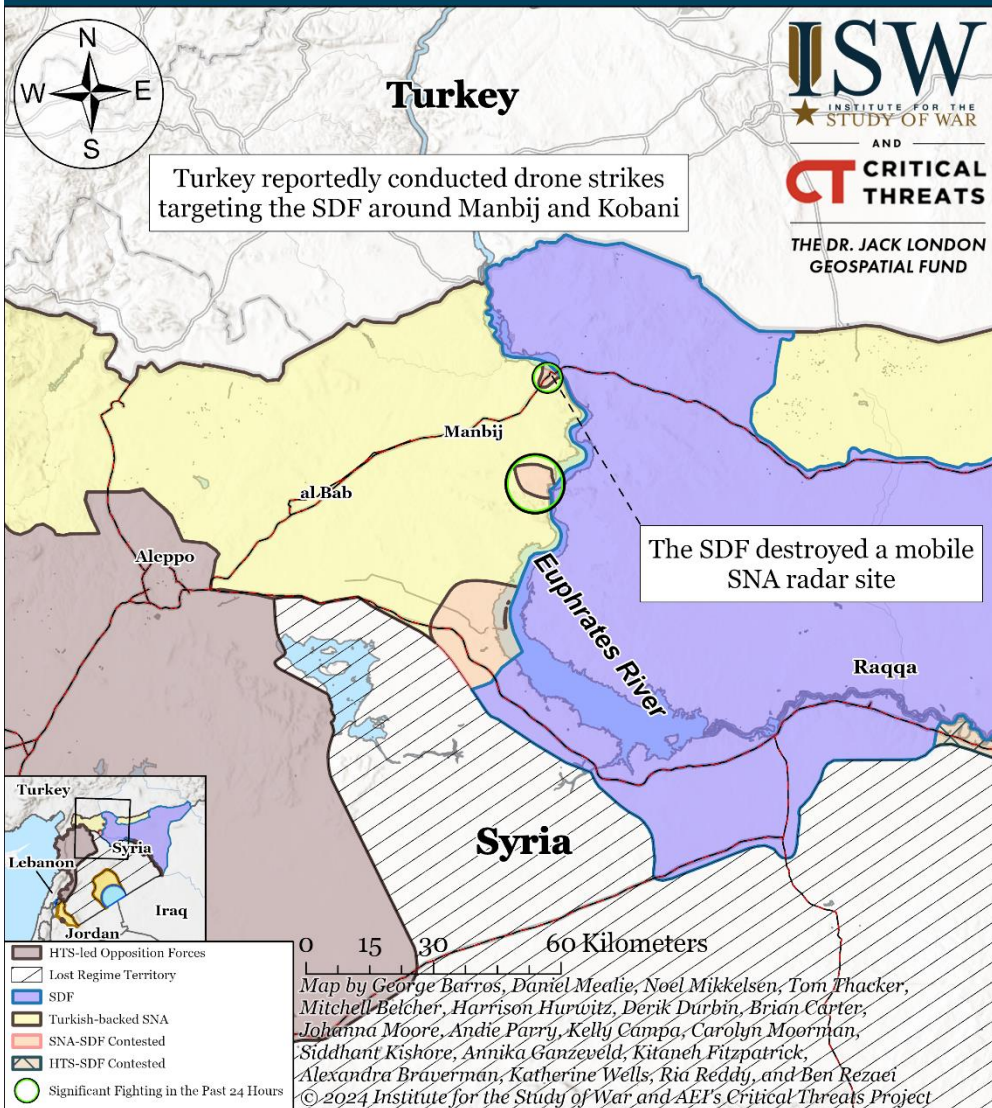 N
W
E
S
Turkey
ISW
INSTITUTE FOR THE
STUDY OF WAR
AND
CT CRITICAL
THREATS
THE DR. JACK LONDON
GEOSPATIAL FUND
Turkey reportedly conducted drone strikes
targeting the SDF around Manbij and Kobani
Manbij
al Bab
Aleppo
The SDF destroyed a mobile
SNA radar site
Euphrates River
Raqqa
Syria
Turkey
Syria
Lebanon
Iraq
Jordan
HTS-led Opposition Forces
Lost Regime Territory
SDF
Turkish-backed SNA
SNA-SDF Contested
HTS-SDF Contested
Significant Fighting in the Past 24 Hours
0 15 30 60 Kilometers
Map by George Barros, Daniel Mealie, Noel Mikkelsen, Tom Thacker,
Mitchell Belcher, Harrison Hurwitz, Derik Durbin, Brian Carter,
Johanna Moore, Andie Parry, Kelly Campa, Carolyn Moorman,
Siddhant Kishore, Annika Ganzeveld, Kitaneh Fitzpatrick,
Alexandra Braverman, Katherine Wells, Ria Reddy, and Ben Rezaei
© 2024 Institute for the Study of War and AEI's Critical Threats Project